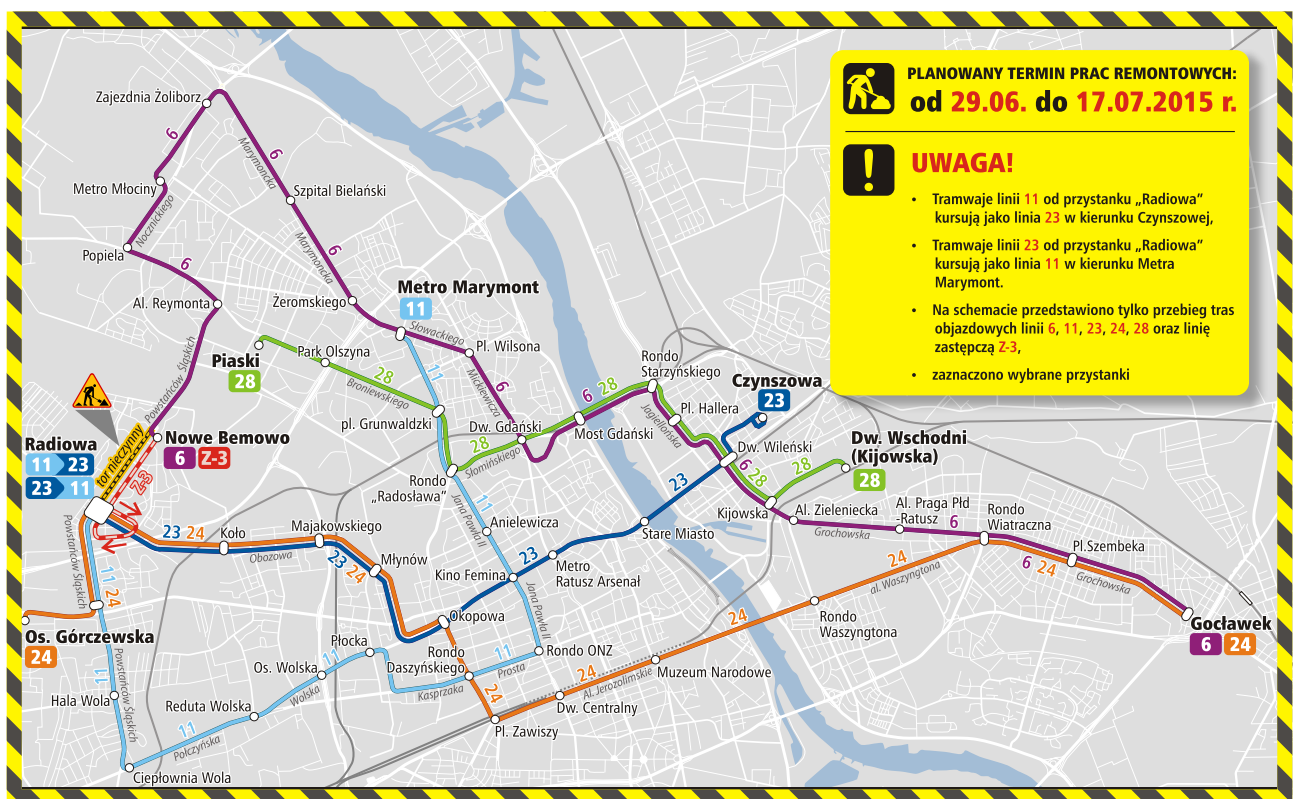 PLANOWANY TERMIN PRAC REMONTOWYCH:
od 29.06. do 17.07.2015 r.
UWAGA!
• Tramwaje linii 11 od przystanku „Radiowa”
kursują jako linia 23 w kierunku Czynszowej,
• Tramwaje linii 23 od przystanku „Radiowa”
kursują jako linia 11 w kierunku Metra
Marymont.
• Na schemacie przedstawiono tylko przebieg tras
objazdowych linii 6, 11, 23, 24, 28 oraz linię
zastępczą Z-3,
• zaznaczono wybrane przystanki
Zajezdnia Żoliborz
6
6
Marymoncka
Metro Młociny
Szpital Bielański
Nocznickiego
Popiela
6
6
Marymoncka
Al. Reymonta
Żeromskiego
Metro Marymont
11
Słowackiego
Pl. Wilsona
Powstańców Śląskich
Piaski
28
Park Olszyna
28
Broniewskiego
11
6
Mickiewicza
pl. Grunwaldzki
Dw. Gdański
28
Słomińskiego
6 28
Most Gdański
Rondo
Starzyńskiego
Jagiellońska
Pl. Hallera
Czynszowa
23
Dw. Wileński
6 28
28
Dw. Wschodni
(Kijowska)
28
Radiowa
11 23
23 11
tor nieczynny
Z-3
Nowe Bemowo
6 Z-3
Rondo
„Radosława”
11
Jana Pawła II
Anielewicza
23
Stare Miasto
Kijowska
Al. Zieleniecka
Grochowska
Al. Praga Płd
-Ratusz
6
Rondo
Wiatraczna
Pl.Szembeka
6 24
Grochowska
Gocławek
6 24
Powstańców Śląskich
23 24
Koło
Obozowa
Majakowskiego
23 24
Młynów
Kino Femina
23
Metro
Ratusz Arsenał
Jana Pawła II
Okopowa
11 24
24
al. Waszyngtona
Rondo
Waszyngtona
Os. Górczewska
24
11
Powstańców Śląskich
Hala Wola
Płocka
Os. Wolska
11
Wolska
Rondo
Daszyńskiego
Kasprzaka
11
Prosta
Rondo ONZ
24
24
Al. Jerozolimskie
24
Muzeum Narodowe
Dw. Centralny
Pl. Zawiszy
Reduta Wolska
11
Połczyńska
Ciepłownia Wola